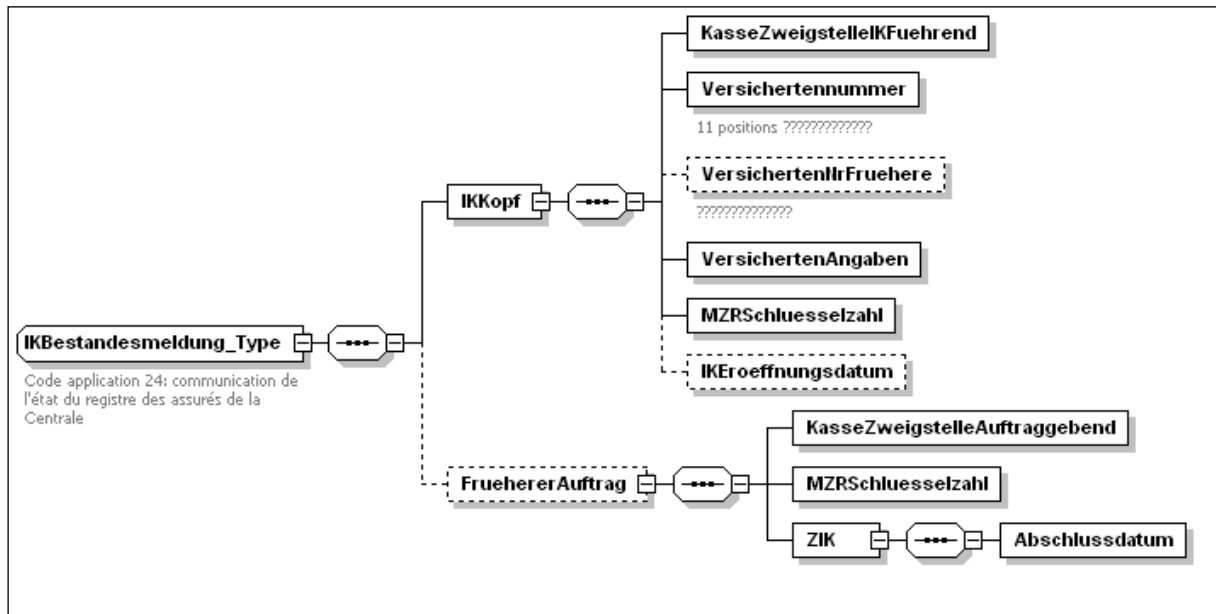 KasseZweigstelleIKFuehrend
Versichertennummer
11 positions ?????????????
VersichertenNrFruehere
??????????????
IKKopf
VersichertenAngaben
MZRSchluesselzahl
IKBestandesmeldung_Type
IKEroeffnungsdatum
Code application 24: communication de
l'état du registre des assurés de la
Centrale
KasseZweigstelleAuftraggebend
FruehererAuftrag
MZRSchluesselzahl
ZIK
Abschlussdatum